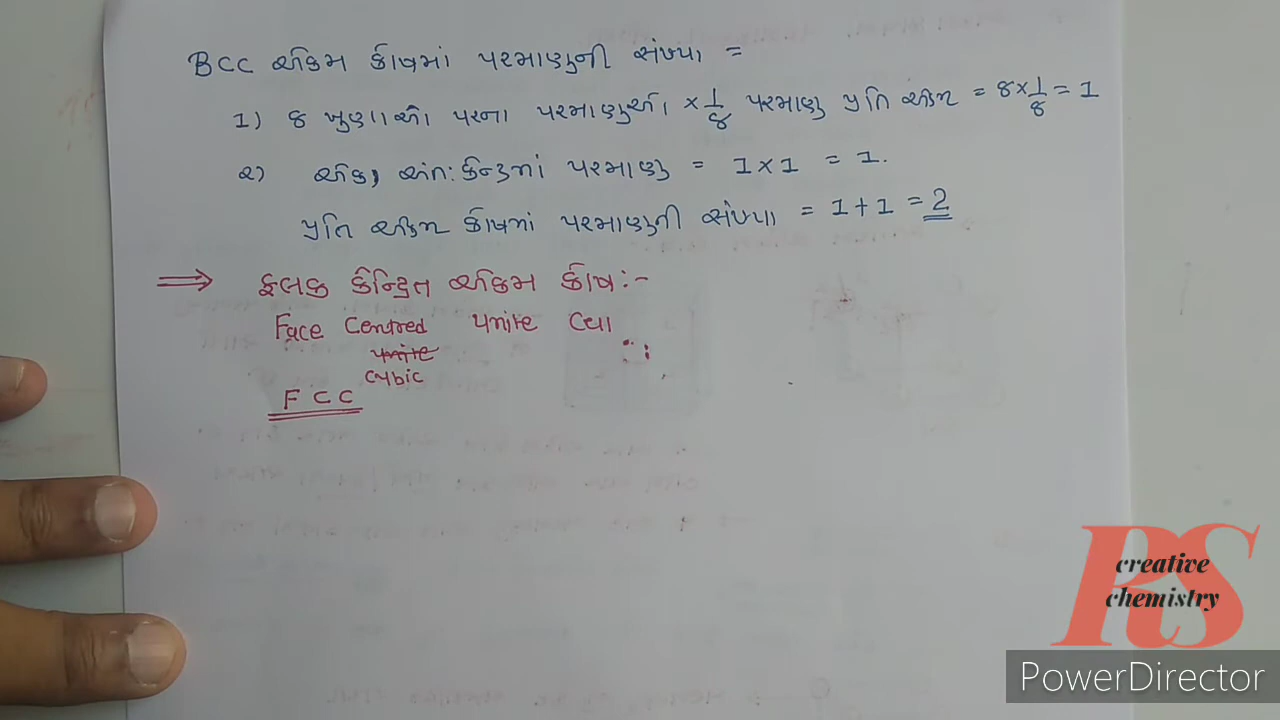 BCC એકમ કોષમાં પરમાણુની સંખ્યા =
1) 8 ખુણાઓ પરના પરમાણુઓ × 1/8 પરમાણુ પ્રતિ એકમ = 8 × 1/8 = 1
૨) એક, અંતઃકેન્દ્રમાં પરમાણુ = 1 × 1 = 1.
પ્રતિ એકમ કોષમાં પરમાણુની સંખ્યા = 1 + 1 = 2
⟹ ફલક કેન્દ્રિત એકમ કોષ:-
Face Centred unite Cell
unite
cubic
FCC
RS
creative
chemistry
PowerDirector